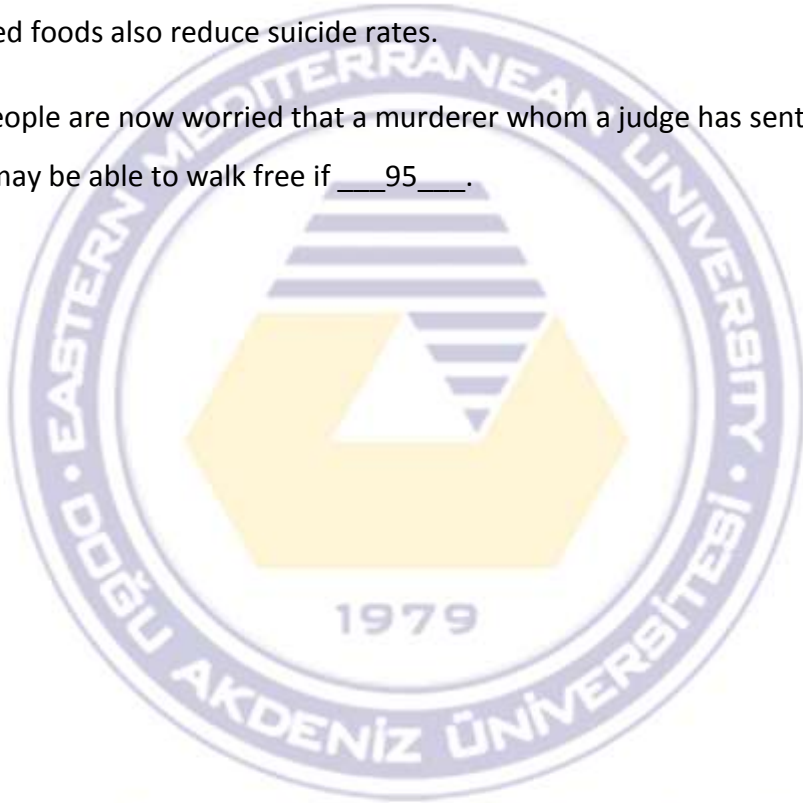 ed foods also reduce suicide rates.
eople are now worried that a murderer whom a judge has sent
may be able to walk free if ___95___.
EASTERN MEDITERRANEAN UNIVERSITY
1979
DOĞU AKDENİZ ÜNİVERSİTESİ